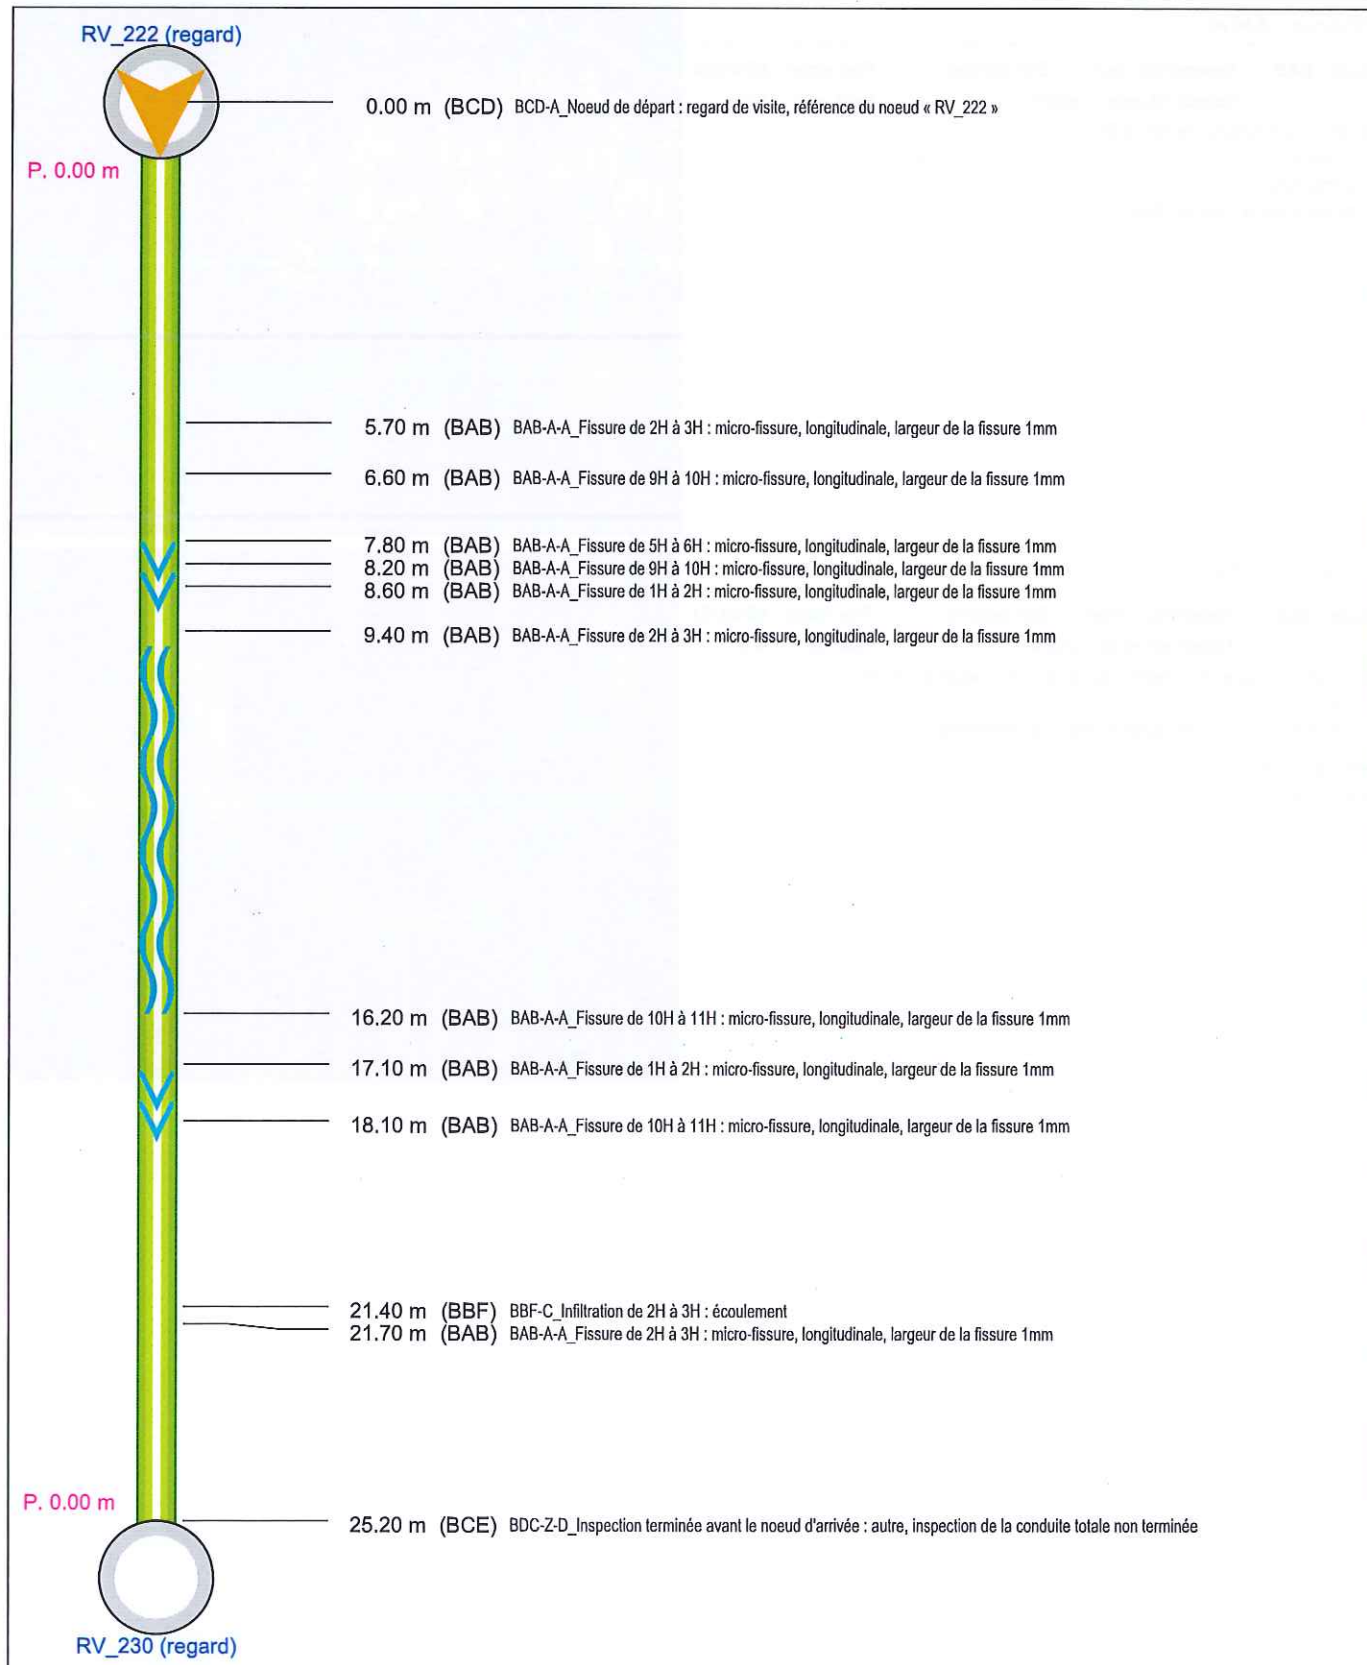 RV_222 (regard)
0.00 m (BCD) BCD-A_Noeud de départ : regard de visite, référence du noeud « RV_222 »
P. 0.00 m
5.70 m (BAB) BAB-A-A_Fissure de 2H à 3H : micro-fissure, longitudinale, largeur de la fissure 1mm
6.60 m (BAB) BAB-A-A_Fissure de 9H à 10H : micro-fissure, longitudinale, largeur de la fissure 1mm
7.80 m (BAB) BAB-A-A_Fissure de 5H à 6H : micro-fissure, longitudinale, largeur de la fissure 1mm
8.20 m (BAB) BAB-A-A_Fissure de 9H à 10H : micro-fissure, longitudinale, largeur de la fissure 1mm
8.60 m (BAB) BAB-A-A_Fissure de 1H à 2H : micro-fissure, longitudinale, largeur de la fissure 1mm
9.40 m (BAB) BAB-A-A_Fissure de 2H à 3H : micro-fissure, longitudinale, largeur de la fissure 1mm
16.20 m (BAB) BAB-A-A_Fissure de 10H à 11H : micro-fissure, longitudinale, largeur de la fissure 1mm
17.10 m (BAB) BAB-A-A_Fissure de 1H à 2H : micro-fissure, longitudinale, largeur de la fissure 1mm
18.10 m (BAB) BAB-A-A_Fissure de 10H à 11H : micro-fissure, longitudinale, largeur de la fissure 1mm
21.40 m (BBF) BBF-C_Infiltration de 2H à 3H : écoulement
21.70 m (BAB) BAB-A-A_Fissure de 2H à 3H : micro-fissure, longitudinale, largeur de la fissure 1mm
P. 0.00 m
25.20 m (BCE) BDC-Z-D_Inspection terminée avant le noeud d'arrivée : autre, inspection de la conduite totale non terminée
RV_230 (regard)